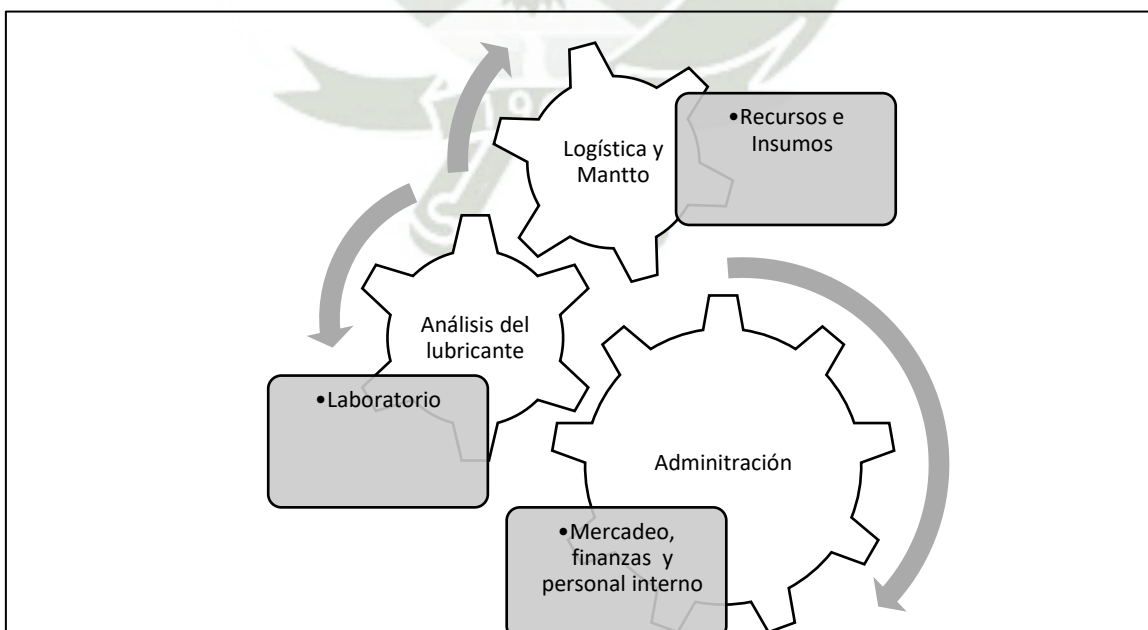 Logística y
Mantto
•Recursos e
Insumos
Análisis del
lubricante
•Laboratorio
Adminitración
•Mercadeo,
finanzas y
personal interno